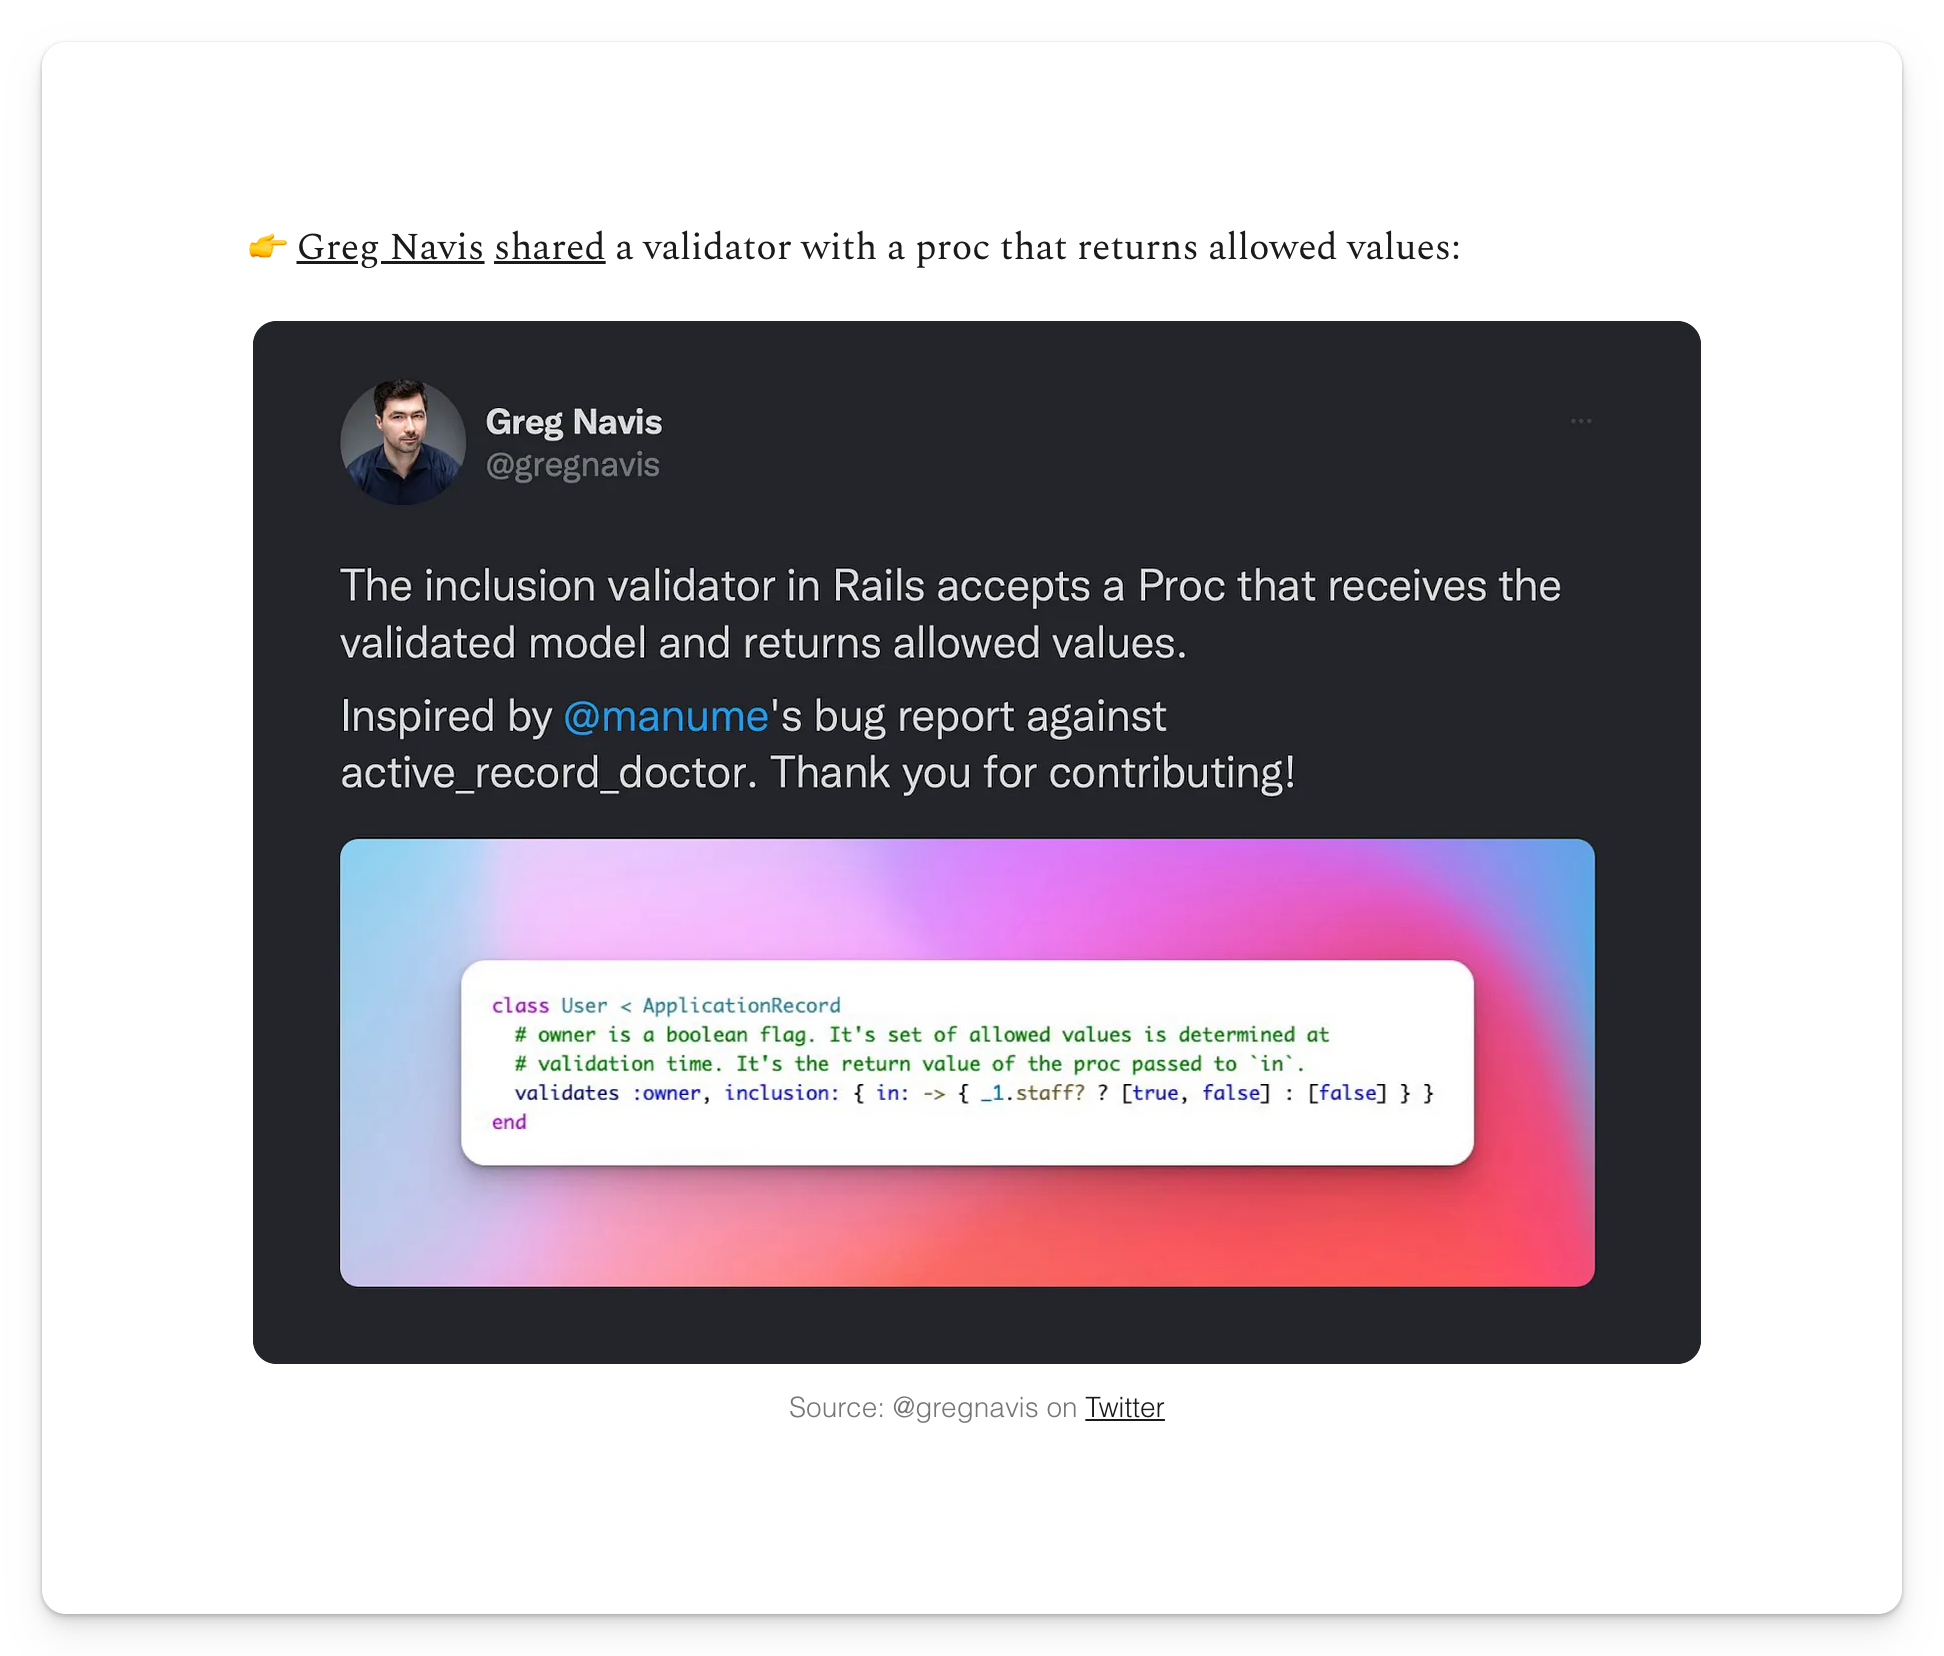 👉 Greg Navis shared a validator with a proc that returns allowed values:
Greg Navis
@gregnavis
...
The inclusion validator in Rails accepts a Proc that receives the
validated model and returns allowed values.
Inspired by @manume's bug report against
active_record_doctor. Thank you for contributing!
class User < ApplicationRecord
  # owner is a boolean flag. It's set of allowed values is determined at
  # validation time. It's the return value of the proc passed to `in`.
  validates :owner, inclusion: { in: -> { _1.staff? ? [true, false] : [false] } }
end
Source: @gregnavis on Twitter